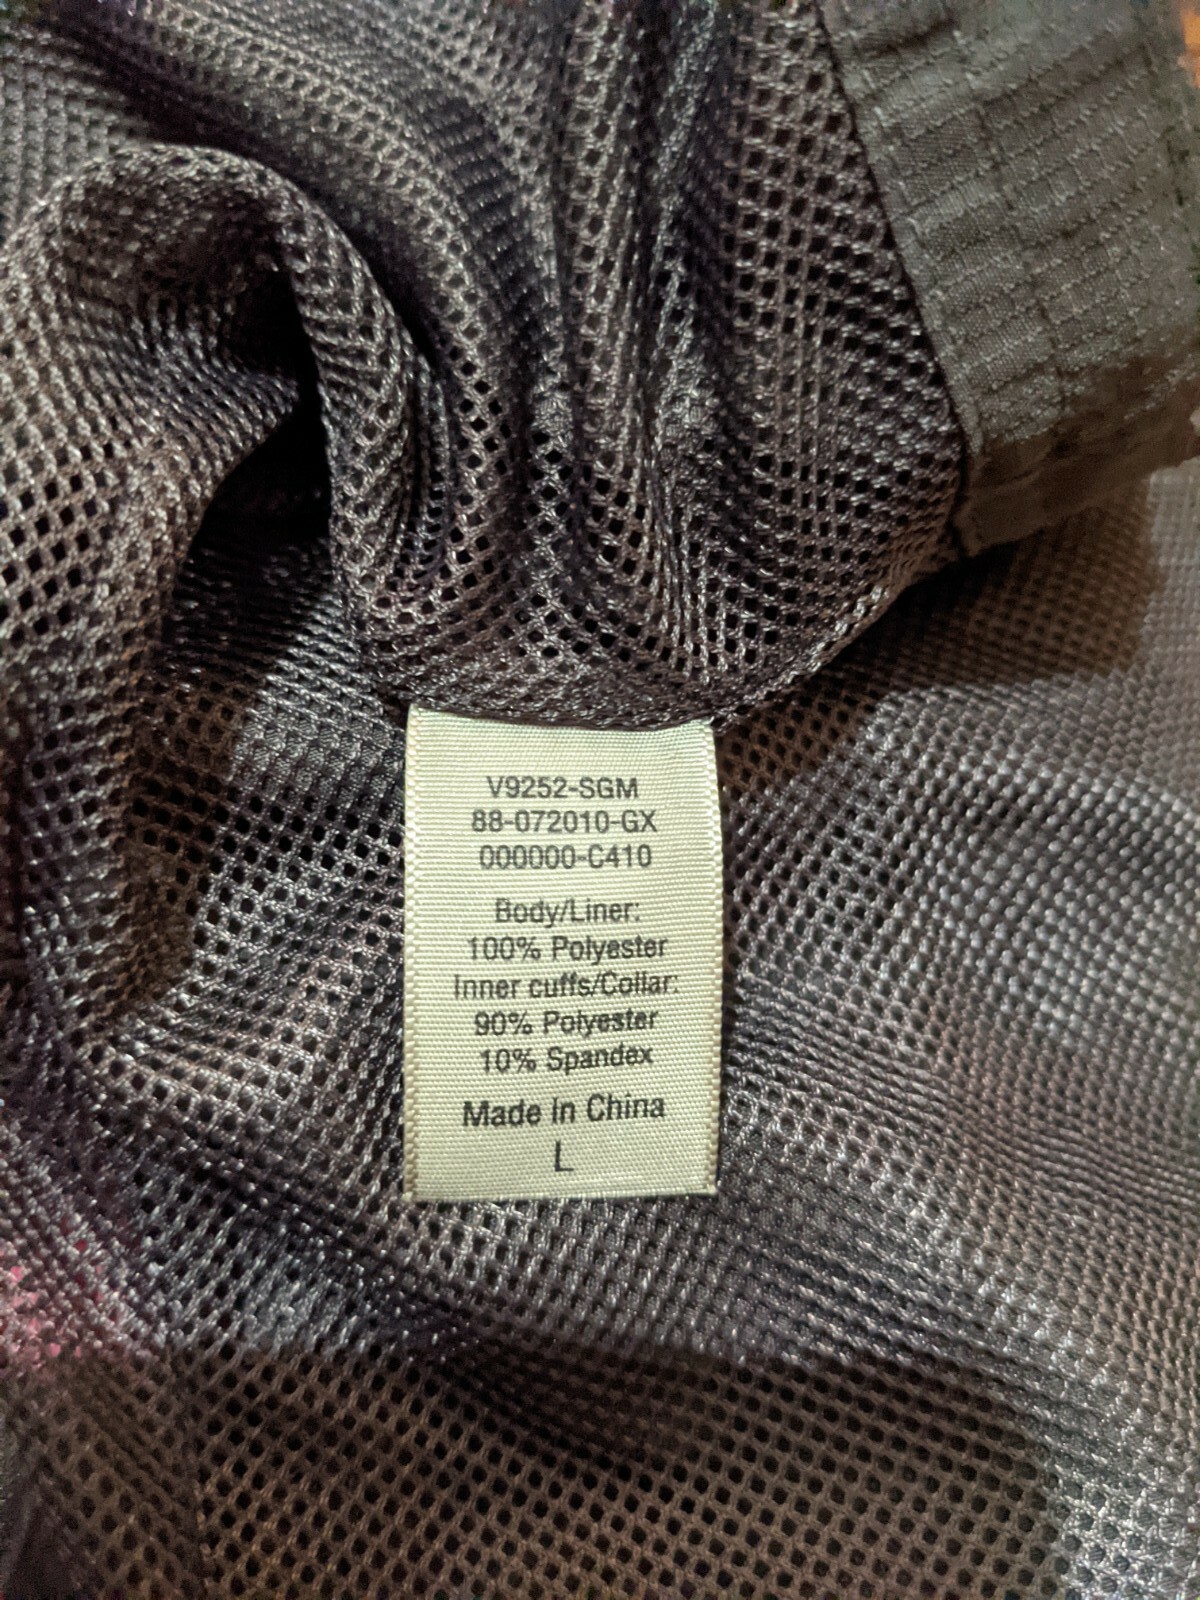 V9252-SGM
88-072010-GX
000000-C410
Body/Liner:
100% Polyester
Inner cuffs/Collar:
90% Polyester
10% Spandex
Made in China
L